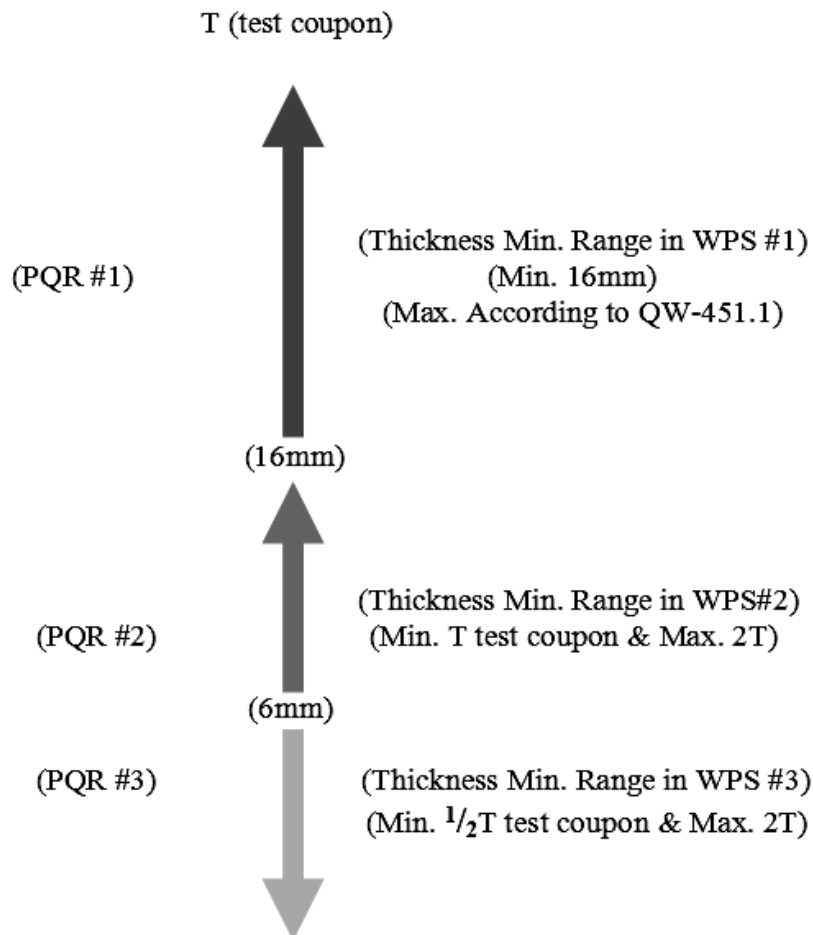 T (test coupon)
(Thickness Min. Range in WPS #1)
(PQR #1)
(Min. 16mm)
(Max. According to QW-451.1)
(16mm)
(Thickness Min. Range in WPS#2)
(PQR #2)
(Min. T test coupon & Max. 2T)
(6mm)
(PQR #3)
(Thickness Min. Range in WPS #3)
(Min. 1/2T test coupon & Max. 2T)